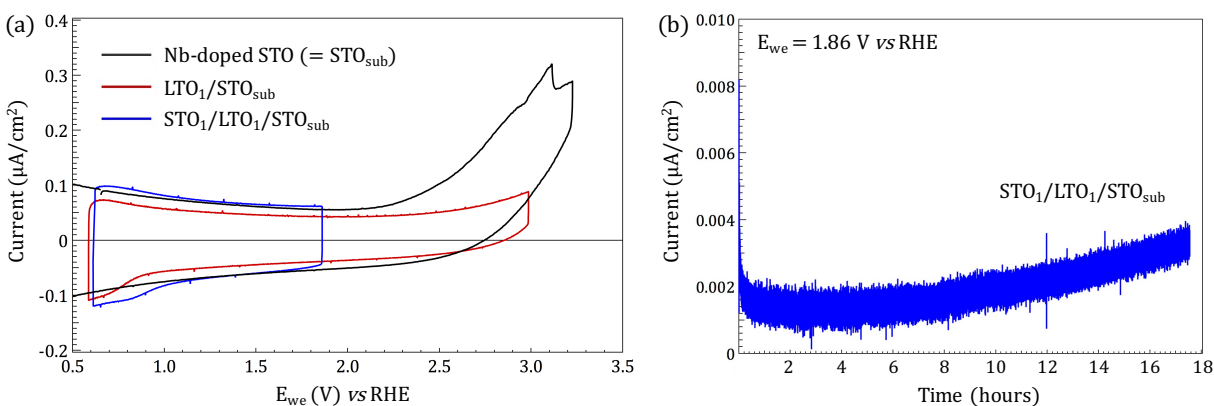 (a)
Nb-doped STO (= STOsub)
LTO1/STOsub
STO1/LTO1/STOsub
Current (µA/cm²)
0.4
0.3
0.2
0.1
0
-0.1
-0.2
0.5 1.0 1.5 2.0 2.5 3.0 3.5
Ewe (V) vs RHE
(b)
Ewe = 1.86 V vs RHE
STO1/LTO1/STOsub
Current (µA/cm²)
0.010
0.008
0.006
0.004
0.002
0
2 4 6 8 10 12 14 16 18
Time (hours)